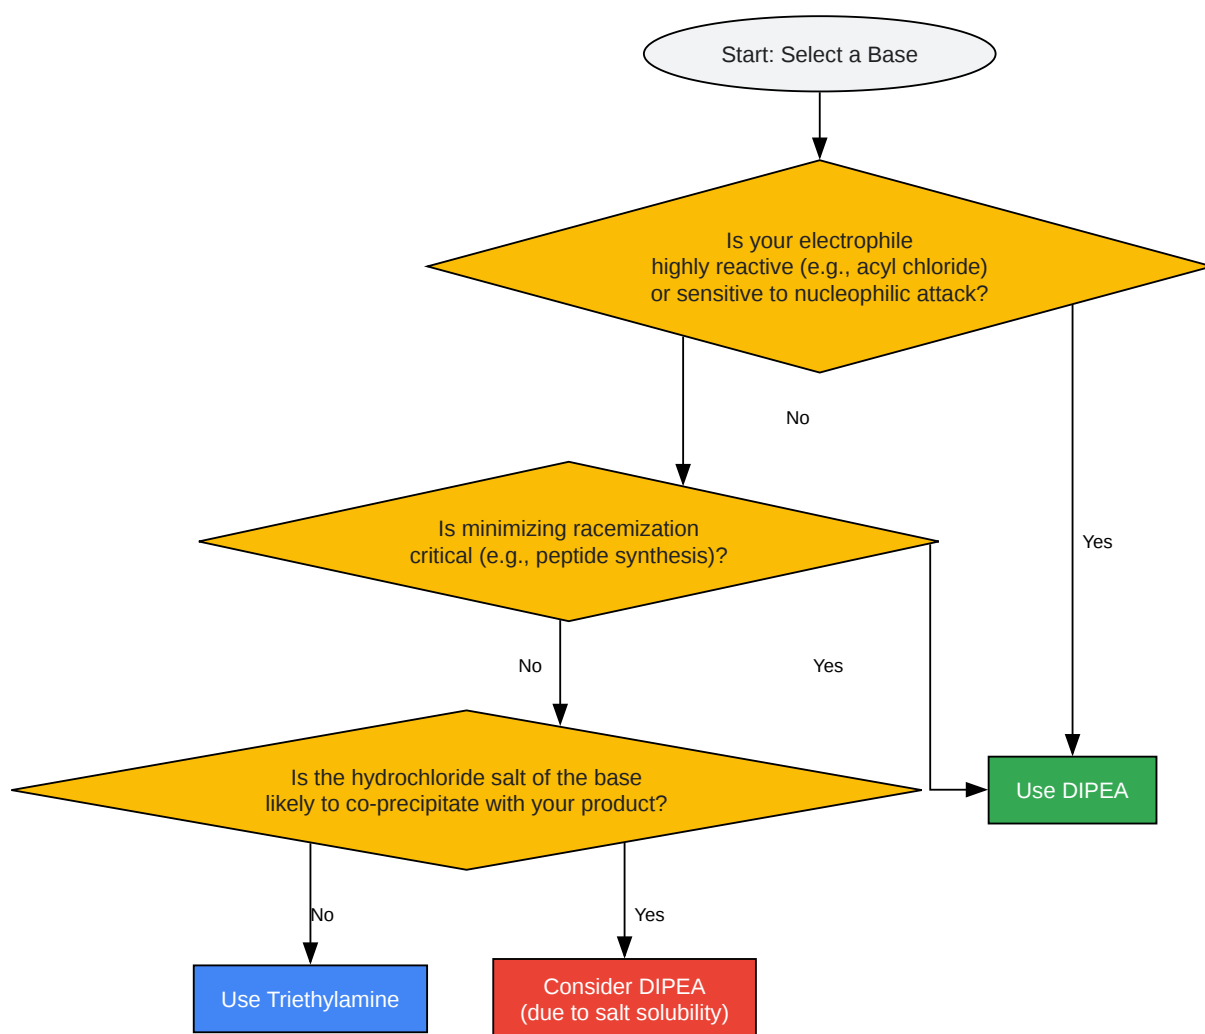 Start: Select a Base
Is your electrophile
highly reactive (e.g., acyl chloride)
or sensitive to nucleophilic attack?
No
Is minimizing racemization
critical (e.g., peptide synthesis)?
Yes
No
Yes
Is the hydrochloride salt of the base
likely to co-precipitate with your product?
Use DIPEA
No
Yes
Use Triethylamine
Consider DIPEA
(due to salt solubility)